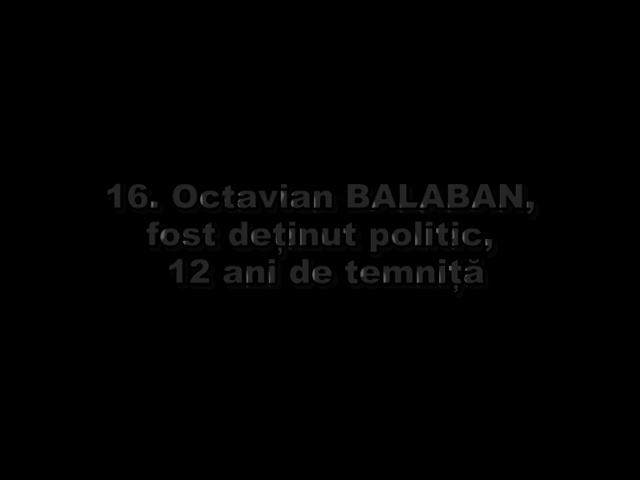 16. Octavian BALABAN,
fost deținut politic,
12 ani de temniță